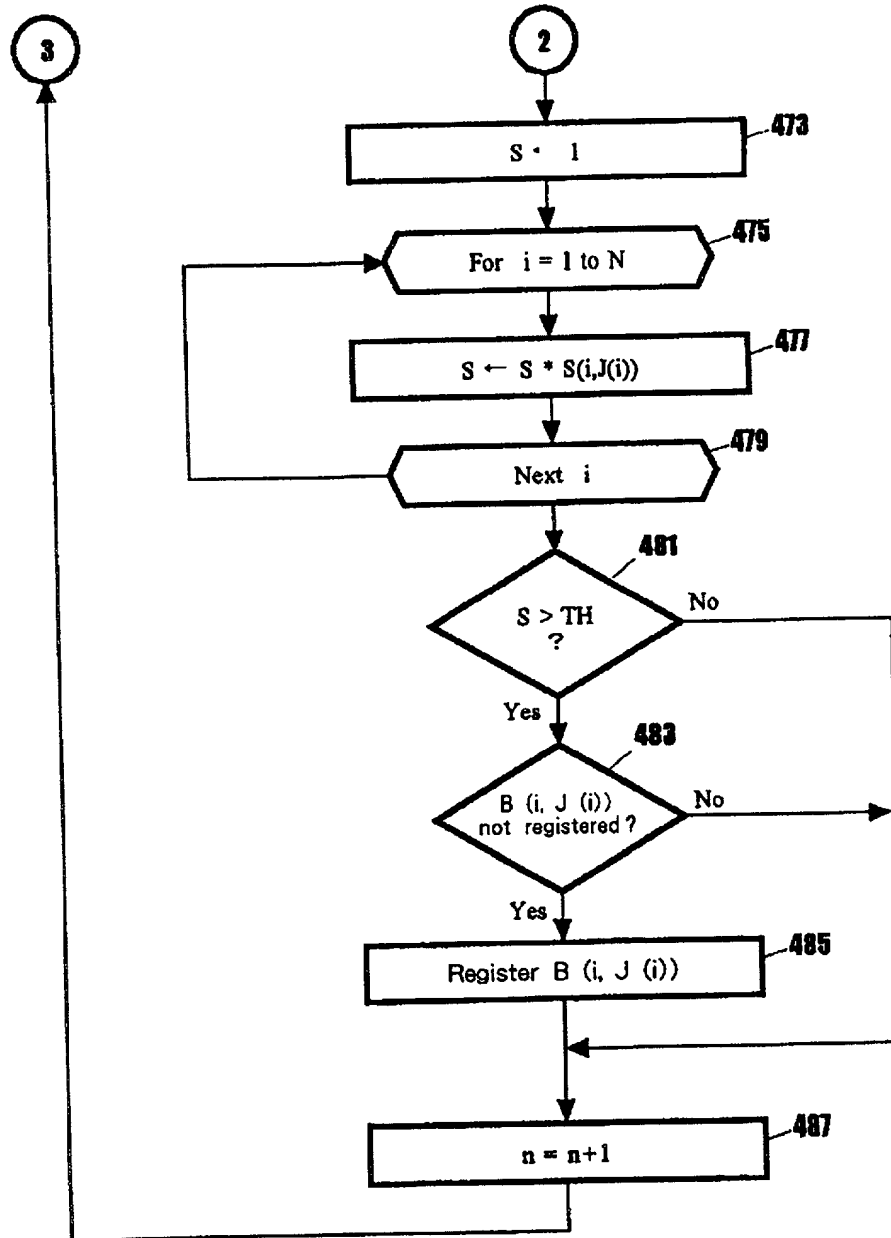 3
2
473
S · 1
475
For i = 1 to N
477
S ← S * S(i,J(i))
479
Next i
481
S > TH
?
No
Yes
483
B (i, J (i))
not registered ?
No
Yes
485
Register B (i, J (i))
487
n = n+1